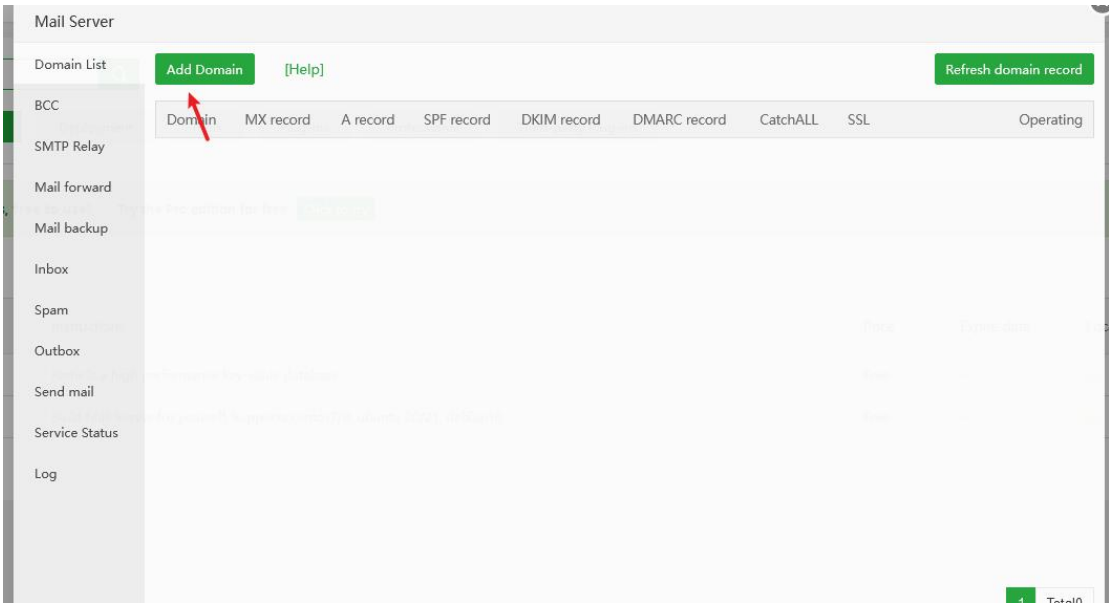 Mail Server
Domain List
Add Domain
[Help]
Refresh domain record
BCC
Domain MX record A record SPF record DKIM record DMARC record CatchALL SSL Operating
SMTP Relay
Mail forward
Mail backup
Inbox
Spam
Outbox
Send mail
Service Status
Log
1 Total0